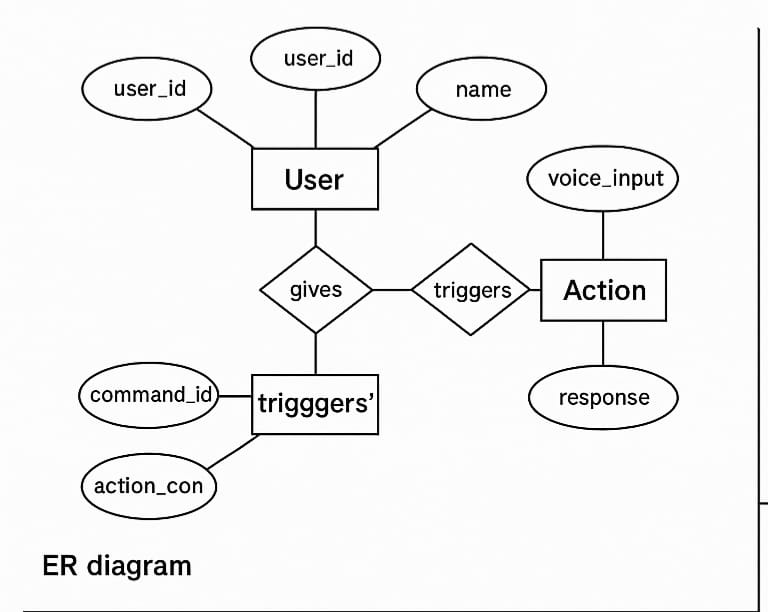 user_id
user_id
name
User
voice_input
gives
triggers
Action
command_id
trigggers’
response
action_con
ER diagram